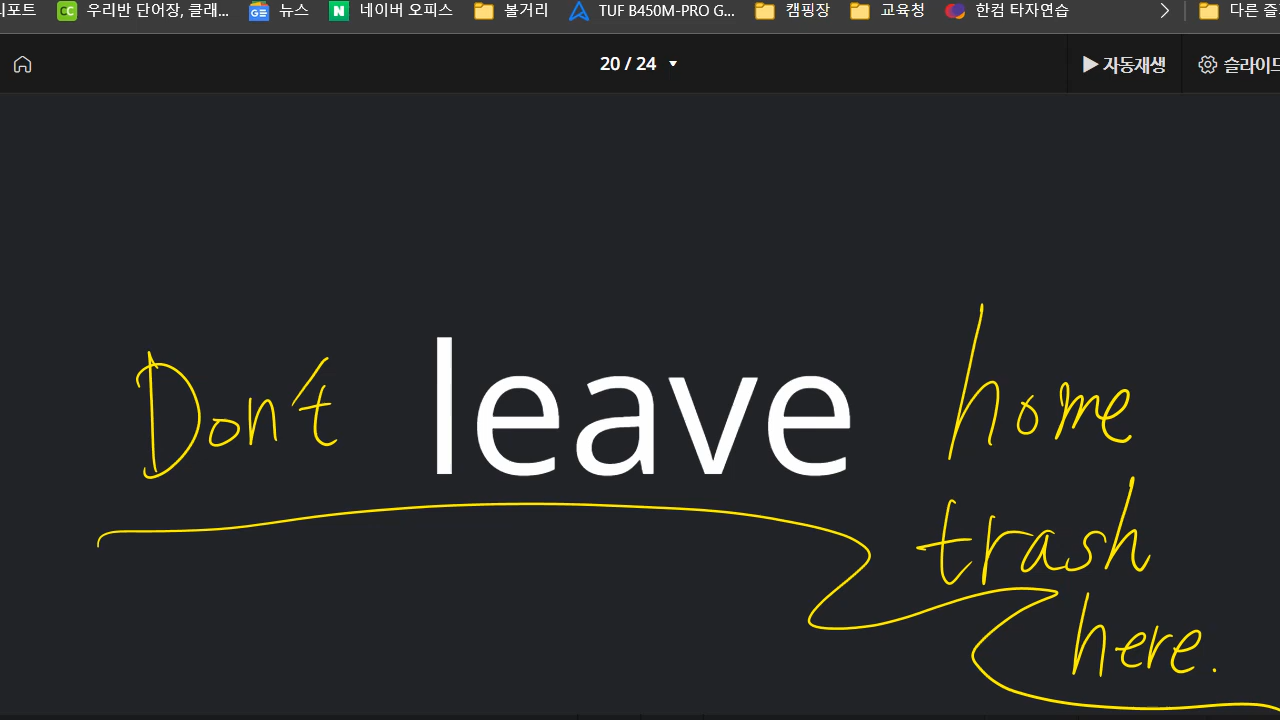 리포트 우리반 단어장, 클래... 뉴스 네이버 오피스 볼거리 TUF B450M-PRO G... 캠핑장 교육청 한컴 타자연습 다른 즐
20 / 24 자동재생 슬라이드
Don't leave home
trash
here.